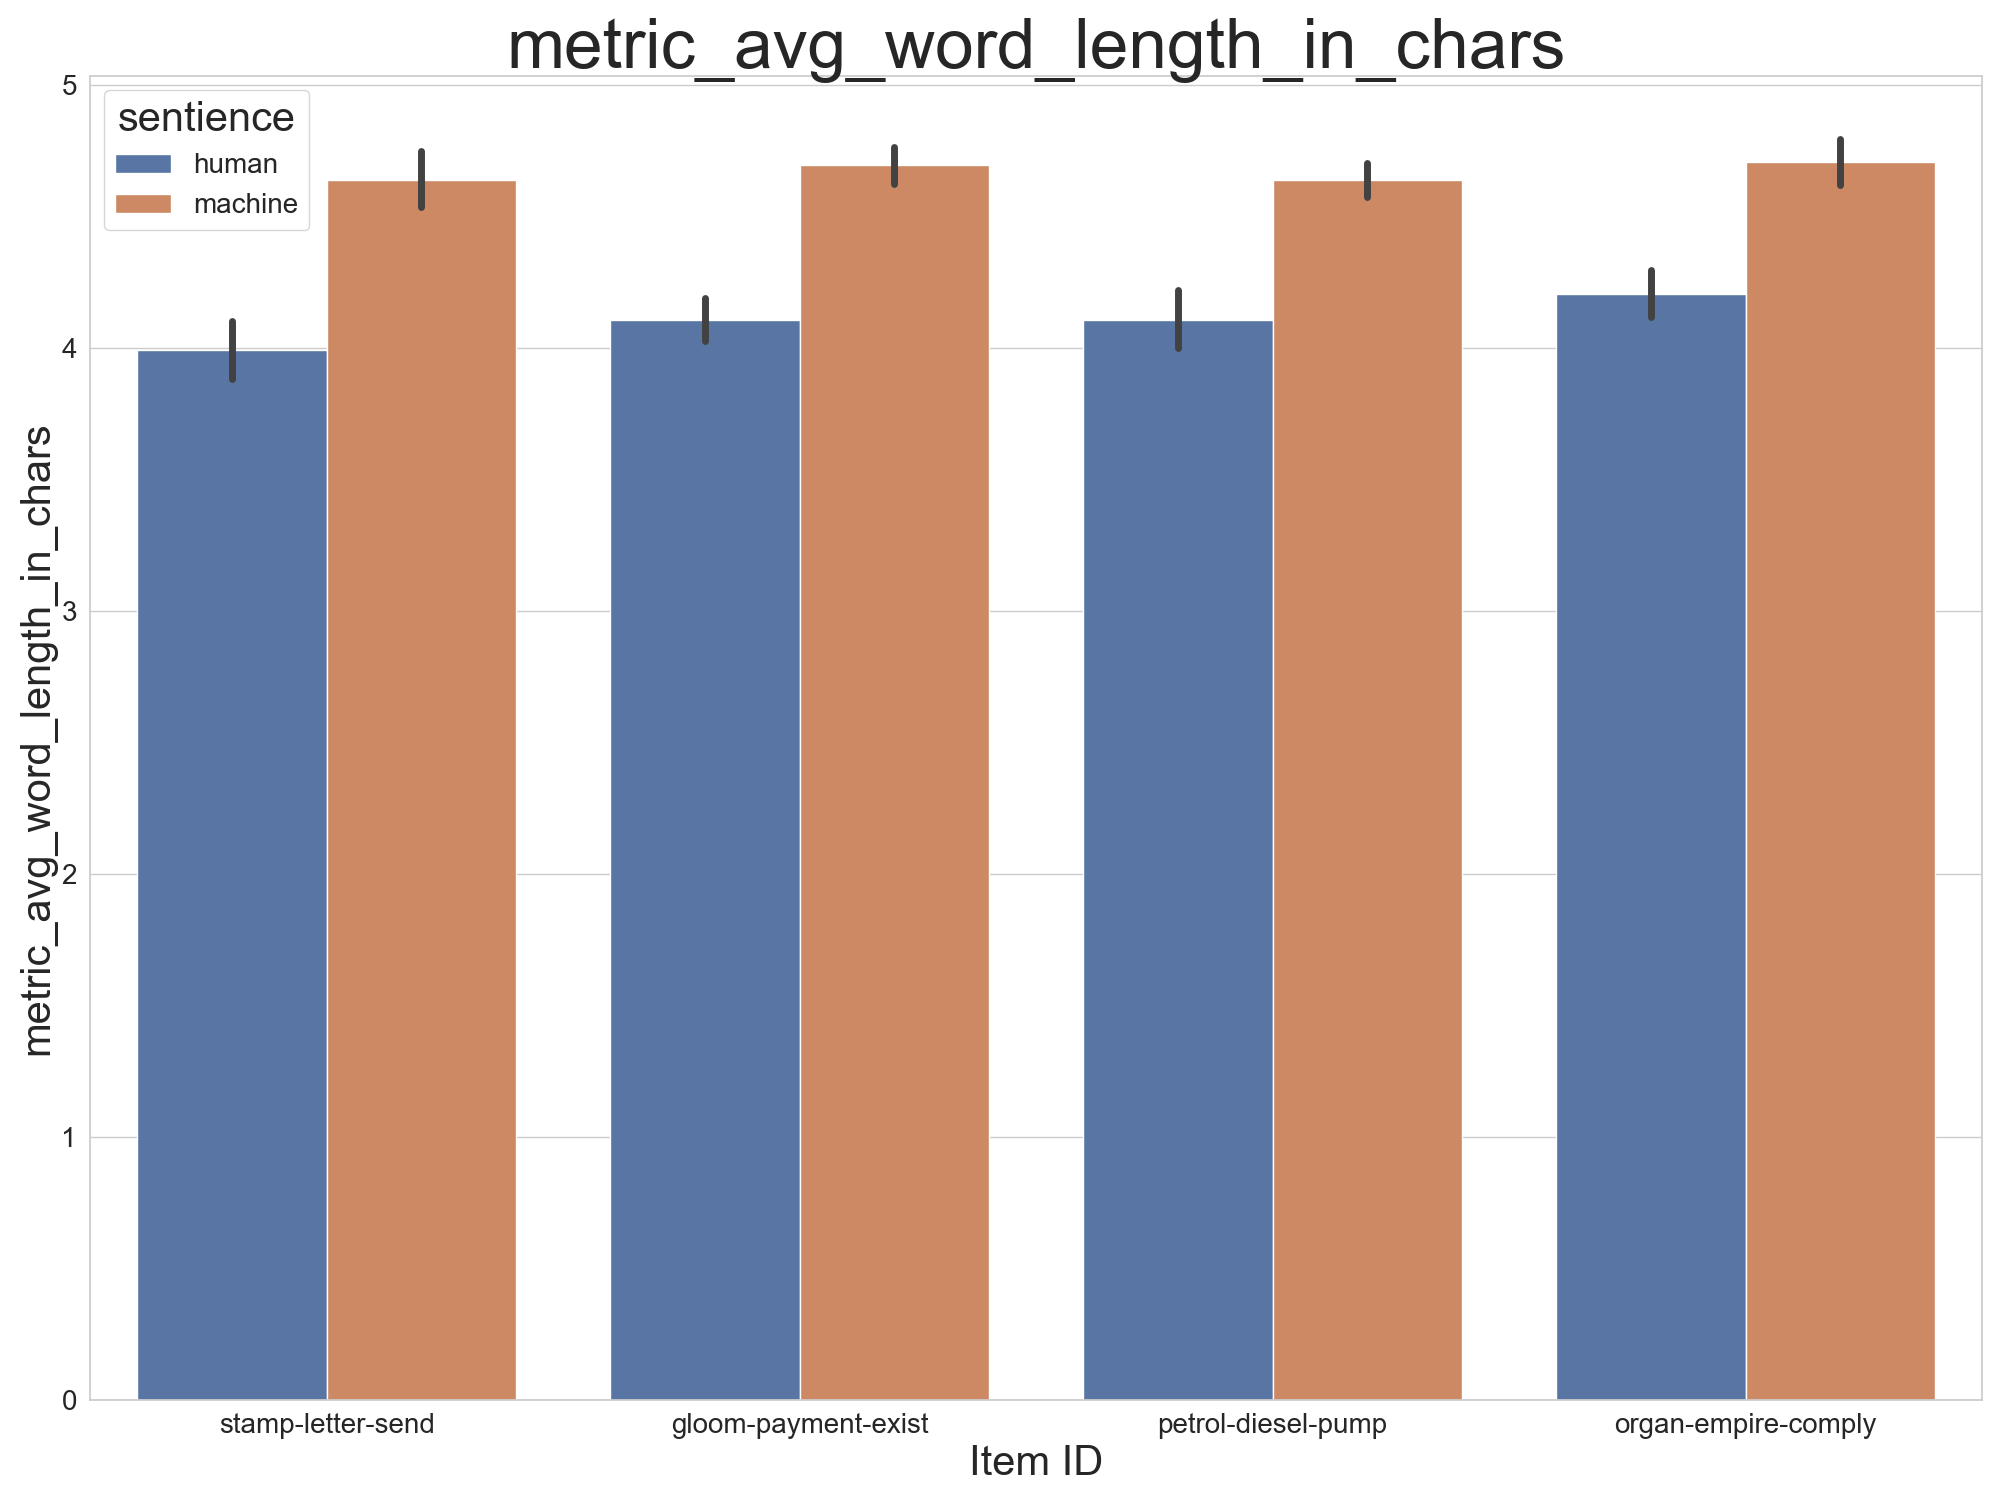 metric_avg_word_length_in_chars
sentience
human
machine
metric_avg_word_length_in_chars
5
4
3
2
1
0
stamp-letter-send
gloom-payment-exist
petrol-diesel-pump
organ-empire-comply
Item ID